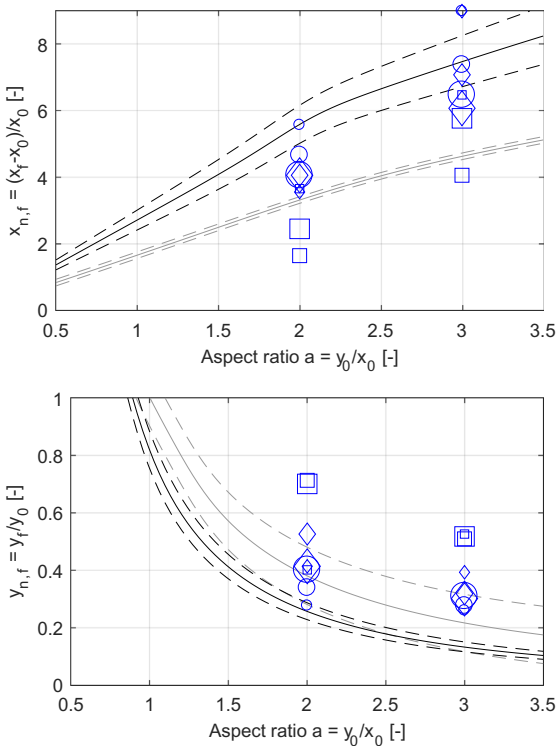 8
6
4
2
0
x_{n,f} = (x_f-x_0)/x_0 [-]
0.5 1 1.5 2 2.5 3 3.5
Aspect ratio a = y_0/x_0 [-]
1
0.8
0.6
0.4
0.2
0
y_{n,f} = y_f/y_0 [-]
0.5 1 1.5 2 2.5 3 3.5
Aspect ratio a = y_0/x_0 [-]